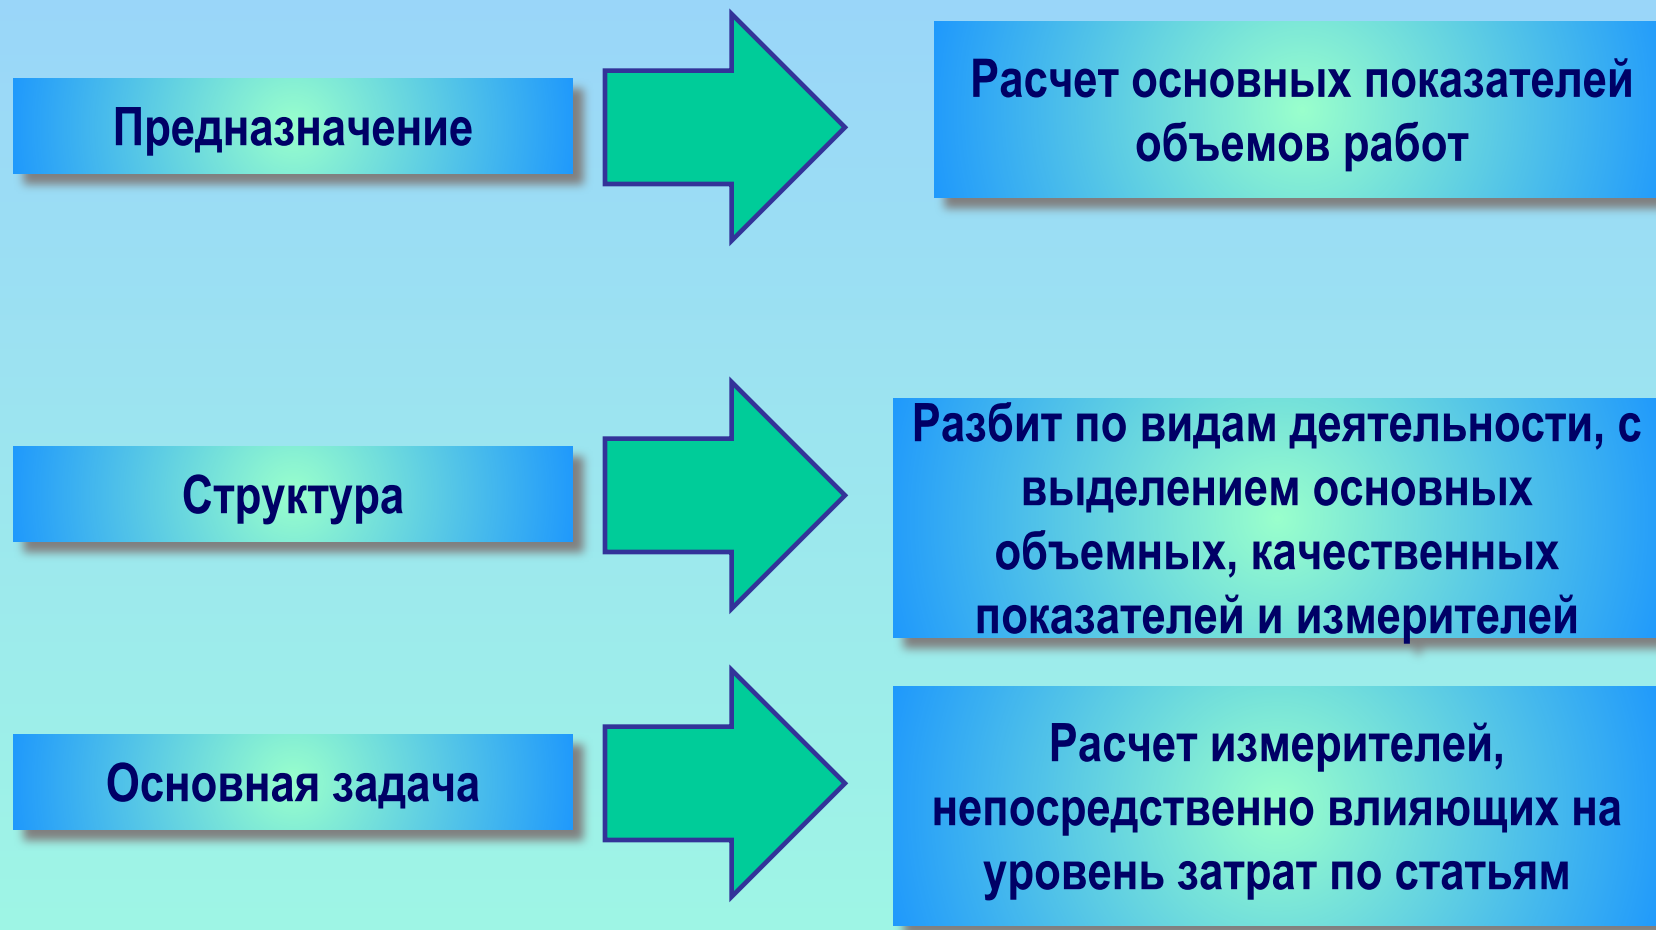 Предназначение
Расчет основных показателей
объемов работ
Структура
Разбит по видам деятельности, с
выделением основных
объемных, качественных
показателей и измерителей
Основная задача
Расчет измерителей,
непосредственно влияющих на
уровень затрат по статьям